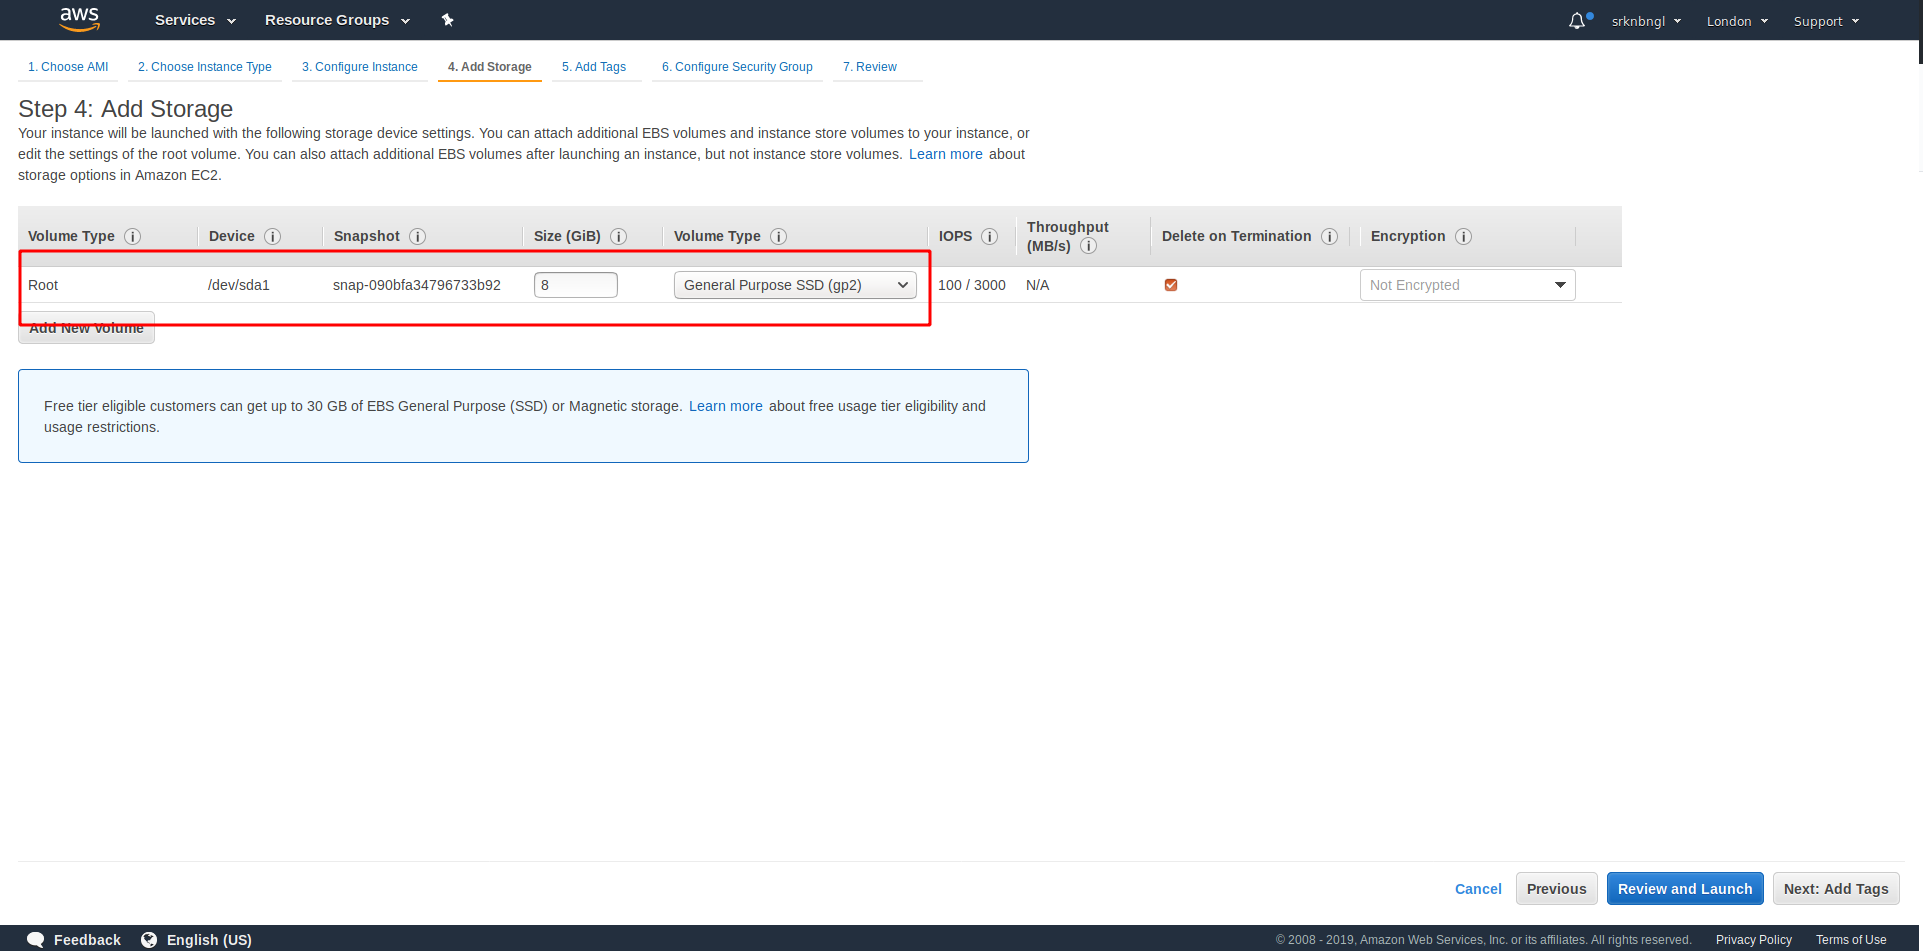 aws Services Resource Groups srknbngl London Support
1. Choose AMI 2. Choose Instance Type 3. Configure Instance 4. Add Storage 5. Add Tags 6. Configure Security Group 7. Review
Step 4: Add Storage
Your instance will be launched with the following storage device settings. You can attach additional EBS volumes and instance store volumes to your instance, or
edit the settings of the root volume. You can also attach additional EBS volumes after launching an instance, but not instance store volumes. Learn more about
storage options in Amazon EC2.
Volume Type i Device i Snapshot i Size (GiB) i Volume Type i IOPS i Throughput
(MB/s) i Delete on Termination i Encryption i
Root /dev/sda1 snap-090bfa34796733b92 8 General Purpose SSD (gp2) 100 / 3000 N/A Not Encrypted
Add New Volume
Free tier eligible customers can get up to 30 GB of EBS General Purpose (SSD) or Magnetic storage. Learn more about free usage tier eligibility and
usage restrictions.
Cancel Previous Review and Launch Next: Add Tags
Feedback English (US) © 2008 - 2019, Amazon Web Services, Inc. or its affiliates. All rights reserved. Privacy Policy Terms of Use